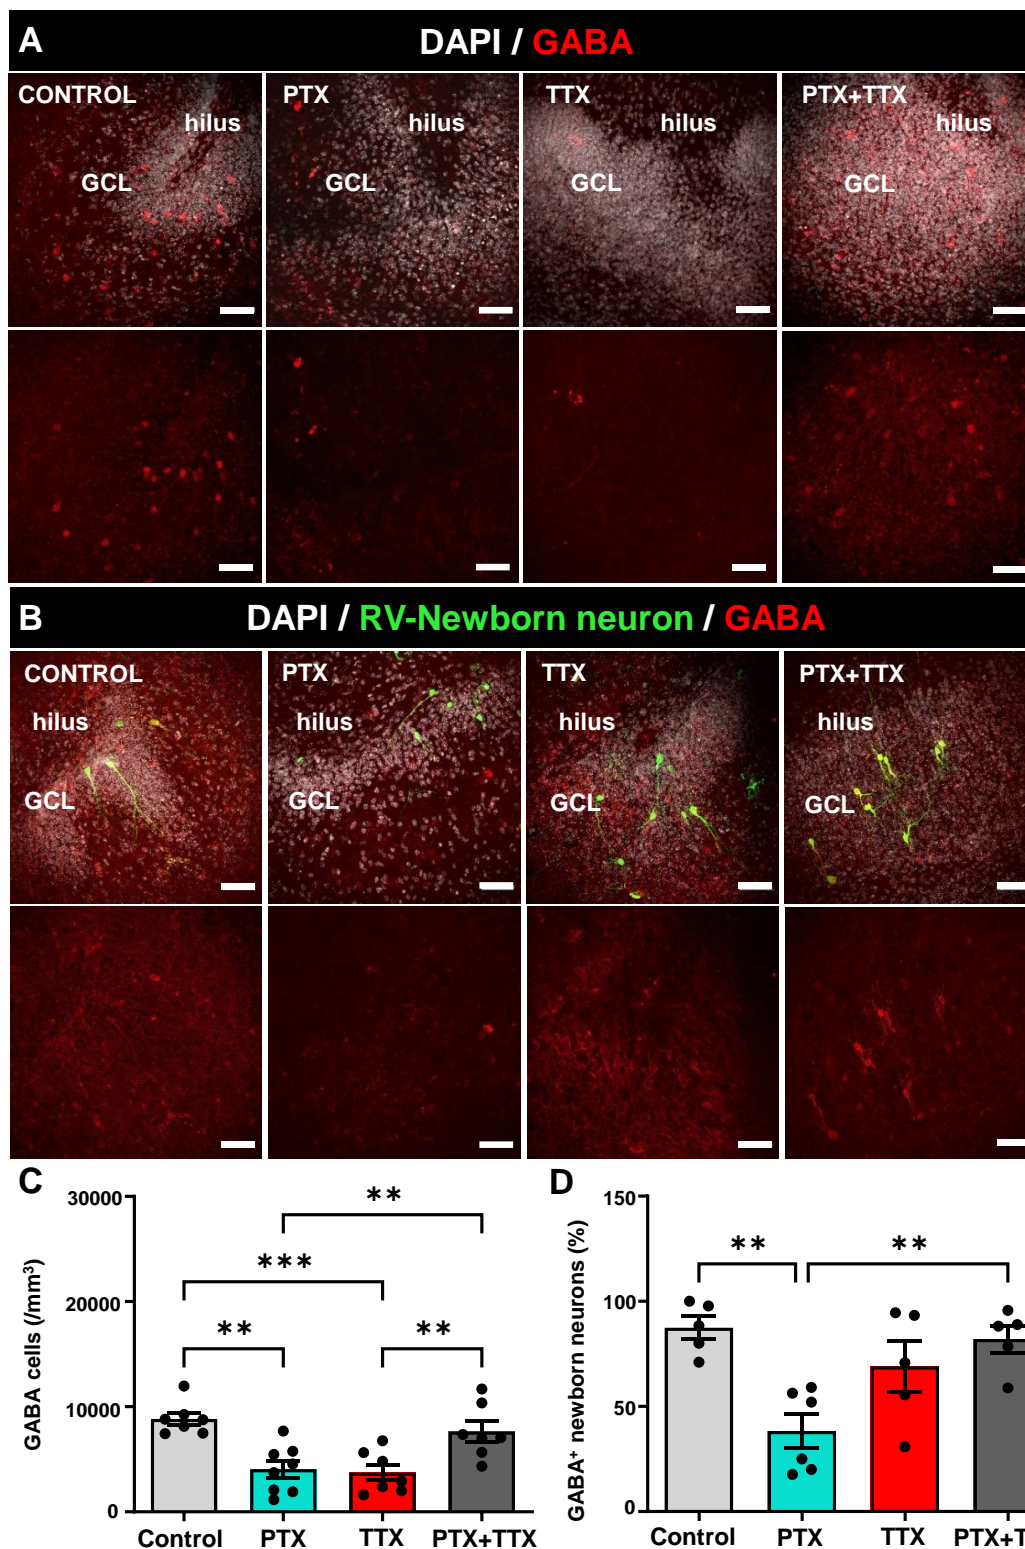 A
DAPI / GABA
CONTROL
hilus
GCL
PTX
hilus
GCL
TTX
hilus
GCL
PTX+TTX
hilus
GCL
B
DAPI / RV-Newborn neuron / GABA
CONTROL
hilus
GCL
PTX
hilus
GCL
TTX
hilus
GCL
PTX+TTX
hilus
GCL
C
GABA cells (/mm³)
30000
20000
10000
0
**
***
**
**
Control
PTX
TTX
PTX+TTX
D
GABA⁺ newborn neurons (%)
150
100
50
0
**
**
Control
PTX
TTX
PTX+T